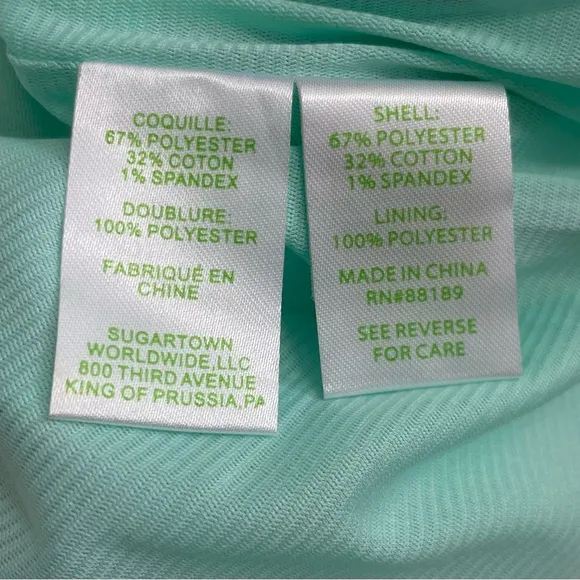 COQUILLE:
67% POLYESTER
32% COTON
1% SPANDEX
DOUBLURE:
100% POLYESTER
FABRIQUÉ EN
CHINE
SUGARTOWN
WORLDWIDE,LLC
800 THIRD AVENUE
KING OF PRUSSIA,PA
SHELL:
67% POLYESTER
32% COTTON
1% SPANDEX
LINING:
100% POLYESTER
MADE IN CHINA
RN#88189
SEE REVERSE
FOR CARE